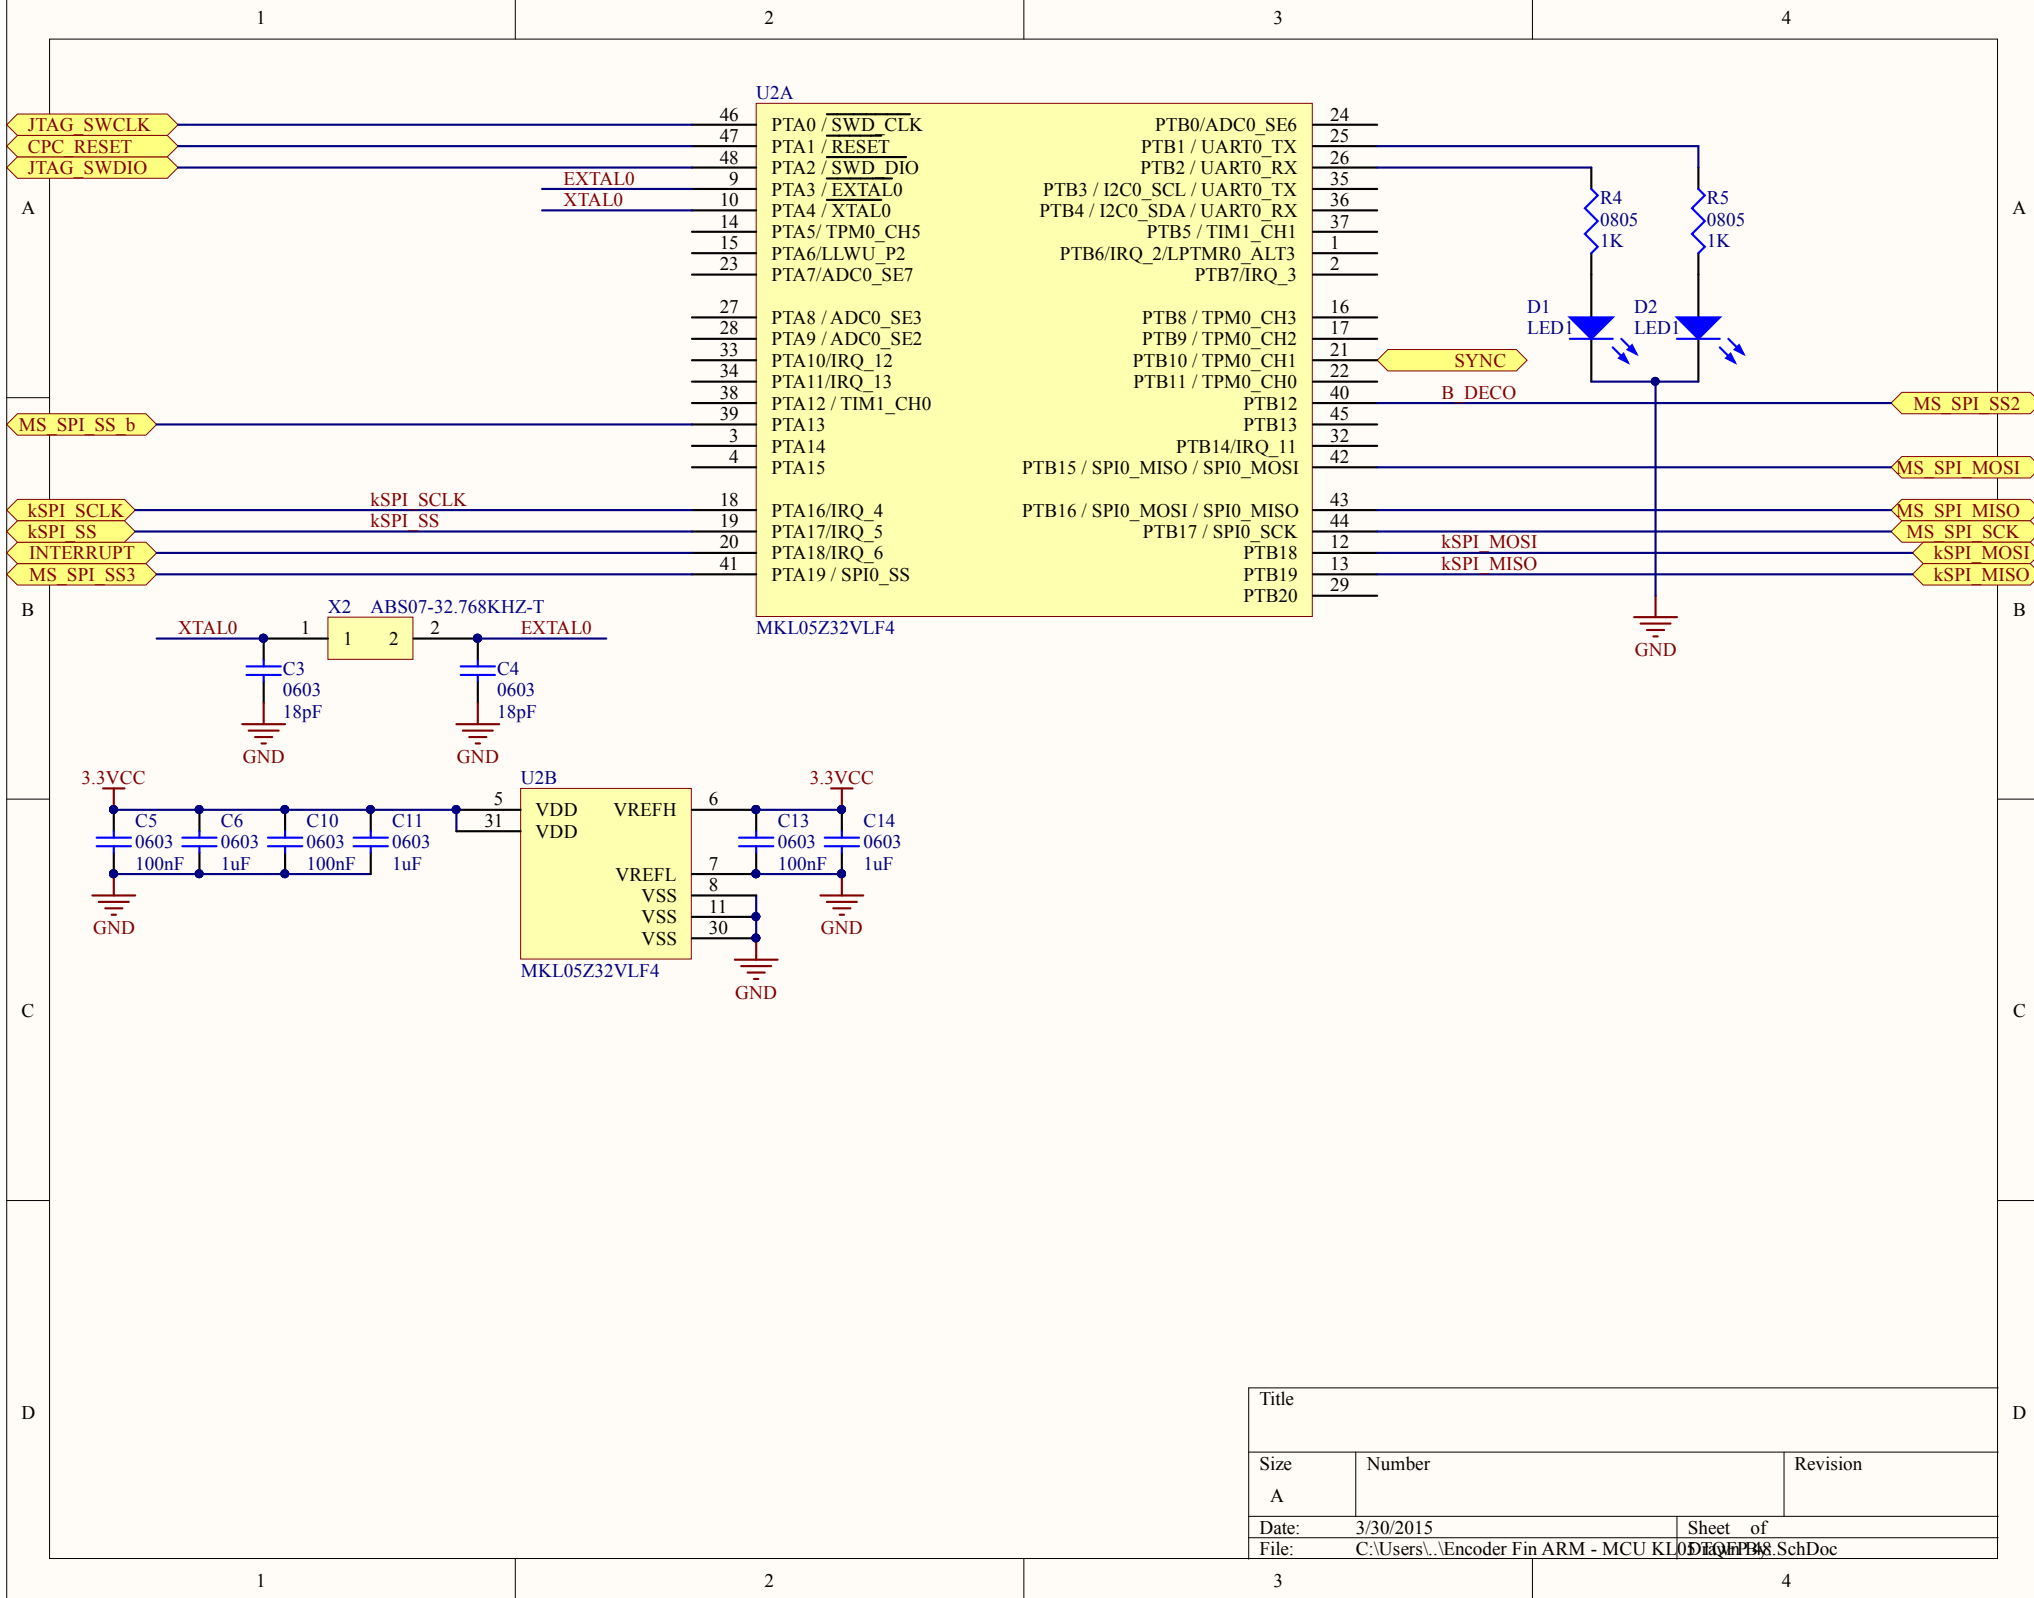 1 2 3 4
U2A
JTAG_SWCLK 46 PTA0 / SWD_CLK PTB0/ADC0_SE6 24
CPC_RESET 47 PTA1 / RESET PTB1 / UART0_TX 25
JTAG_SWDIO 48 PTA2 / SWD_DIO PTB2 / UART0_RX 26
EXTAL0 9 PTA3 / EXTAL0 PTB3 / I2C0_SCL / UART0_TX 35
XTAL0 10 PTA4 / XTAL0 PTB4 / I2C0_SDA / UART0_RX 36
14 PTA5/ TPM0_CH5 PTB5 / TIM1_CH1 37
15 PTA6/LLWU_P2 PTB6/IRQ_2/LPTMR0_ALT3 1
23 PTA7/ADC0_SE7 PTB7/IRQ_3 2
A A
R4 R5
0805 0805
1K 1K
27 PTA8 / ADC0_SE3 PTB8 / TPM0_CH3 16
28 PTA9 / ADC0_SE2 PTB9 / TPM0_CH2 17
D1 D2
LED1 LED1
33 PTA10/IRQ_12 PTB10 / TPM0_CH1 21 SYNC
34 PTA11/IRQ_13 PTB11 / TPM0_CH0 22
38 PTA12 / TIM1_CH0 PTB12 40 B_DECO MS_SPI_SS2
MS_SPI_SS_b 39 PTA13 PTB13 45
3 PTA14 PTB14/IRQ_11 32
4 PTA15 PTB15 / SPI0_MISO / SPI0_MOSI 42 MS_SPI_MOSI
kSPI_SCLK kSPI_SCLK 18 PTA16/IRQ_4 PTB16 / SPI0_MOSI / SPI0_MISO 43 MS_SPI_MISO
kSPI_SS kSPI_SS 19 PTA17/IRQ_5 PTB17 / SPI0_SCK 44 MS_SPI_SCK
INTERRUPT 20 PTA18/IRQ_6 PTB18 12 kSPI_MOSI kSPI_MOSI
MS_SPI_SS3 41 PTA19 / SPI0_SS PTB19 13 kSPI_MISO kSPI_MISO
PTB20 29
MKL05Z32VLF4
B B
GND
X2 ABS07-32.768KHZ-T
XTAL0 1 1 2 2 EXTAL0
C3 C4
0603 0603
18pF 18pF
GND GND
3.3VCC U2B 3.3VCC
5 VDD VREFH 6
31 VDD
C5 C6 C10 C11 C13 C14
0603 0603 0603 0603 0603 0603
100nF 1uF 100nF 1uF 100nF 1uF
VREFL 7
VSS 8
VSS 11
VSS 30
GND GND
MKL05Z32VLF4
GND
C C
D D
Title
Size Number Revision
A
Date: 3/30/2015 Sheet of
File: C:\Users\..\Encoder Fin ARM - MCU KL05 TQFP48.SchDoc Drawn By:
1 2 3 4